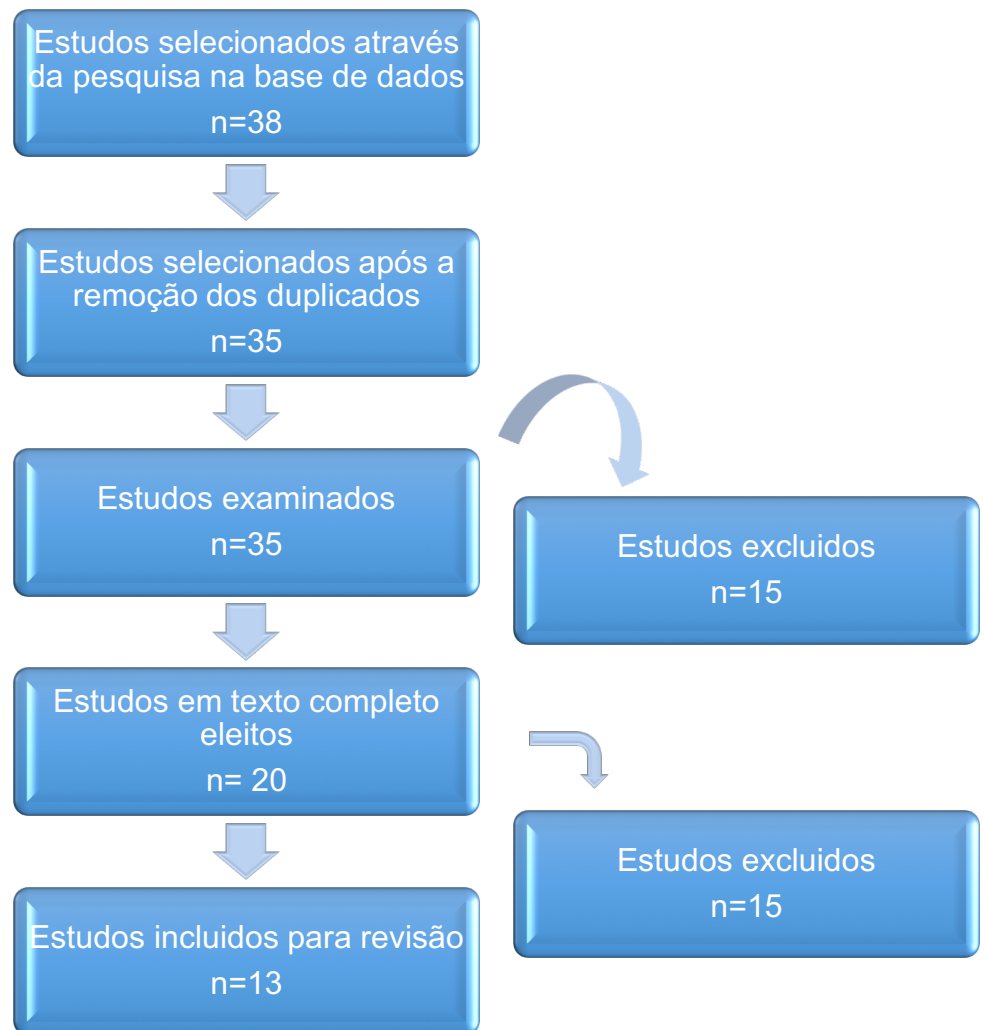 Estudos selecionados através
da pesquisa na base de dados
n=38
Estudos selecionados após a
remoção dos duplicados
n=35
Estudos examinados
n=35
Estudos excluidos
n=15
Estudos em texto completo
eleitos
n= 20
Estudos excluidos
n=15
Estudos incluidos para revisão
n=13